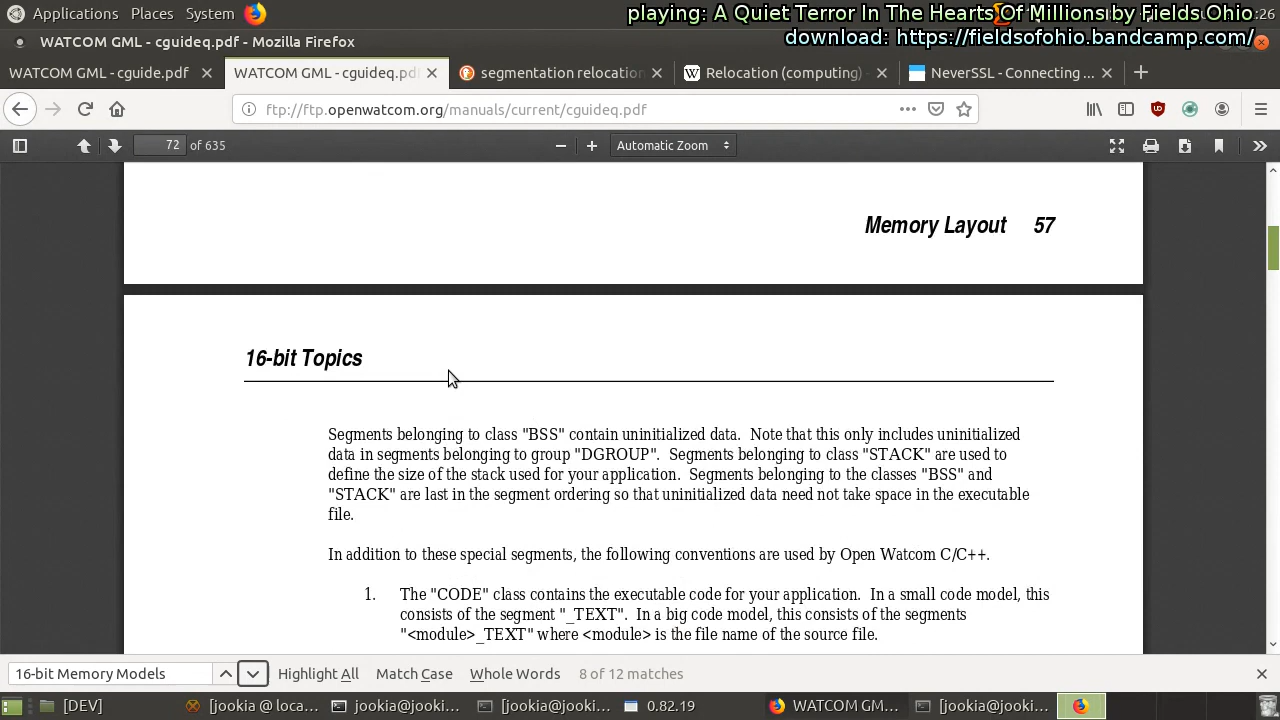 Applications Places System
playing: A Quiet Terror In The Hearts Of Millions by Fields Ohio
:26
WATCOM GML - cguideq.pdf - Mozilla Firefox
download: https://fieldsofohio.bandcamp.com/
WATCOM GML - cguide.pdf
WATCOM GML - cguideq.pd
segmentation relocation
Relocation (computing)
NeverSSL - Connecting ...
ftp://ftp.openwatcom.org/manuals/current/cguideq.pdf
72 of 635
Automatic Zoom
Memory Layout 57
16-bit Topics
Segments belonging to class "BSS" contain uninitialized data. Note that this only includes uninitialized
data in segments belonging to group "DGROUP". Segments belonging to class "STACK" are used to
define the size of the stack used for your application. Segments belonging to the classes "BSS" and
"STACK" are last in the segment ordering so that uninitialized data need not take space in the executable
file.
In addition to these special segments, the following conventions are used by Open Watcom C/C++.
1. The "CODE" class contains the executable code for your application. In a small code model, this
consists of the segment "_TEXT". In a big code model, this consists of the segments
"<module>_TEXT" where <module> is the file name of the source file.
16-bit Memory Models
Highlight All
Match Case
Whole Words
8 of 12 matches
[DEV]
[jookia @ loca...
jookia@jooki...
[jookia@jooki...
0.82.19
WATCOM GM...
[jookia@jooki...